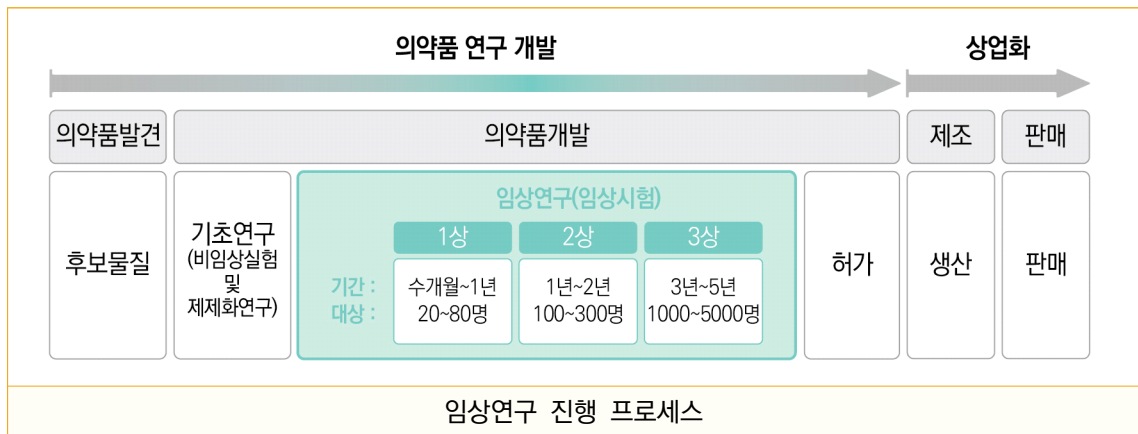 의약품 연구 개발 상업화
의약품발견 의약품개발 제조 판매
후보물질
기초연구
(비임상실험
및
제제화연구)
임상연구(임상시험)
1상 2상 3상
기간 : 수개월~1년 1년~2년 3년~5년
대상 : 20~80명 100~300명 1000~5000명
허가
생산
판매
임상연구 진행 프로세스